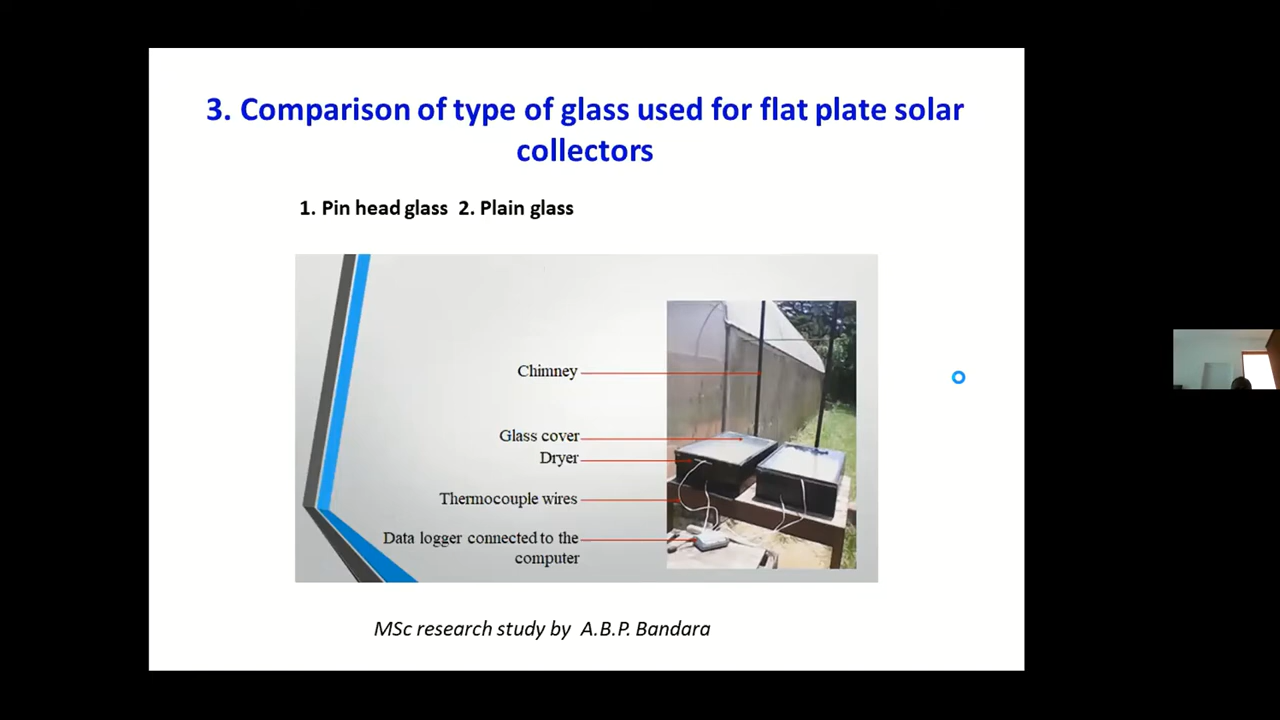 3. Comparison of type of glass used for flat plate solar
collectors
1. Pin head glass 2. Plain glass
Chimney
Glass cover
Dryer
Thermocouple wires
Data logger connected to the
computer
MSc research study by A.B.P. Bandara